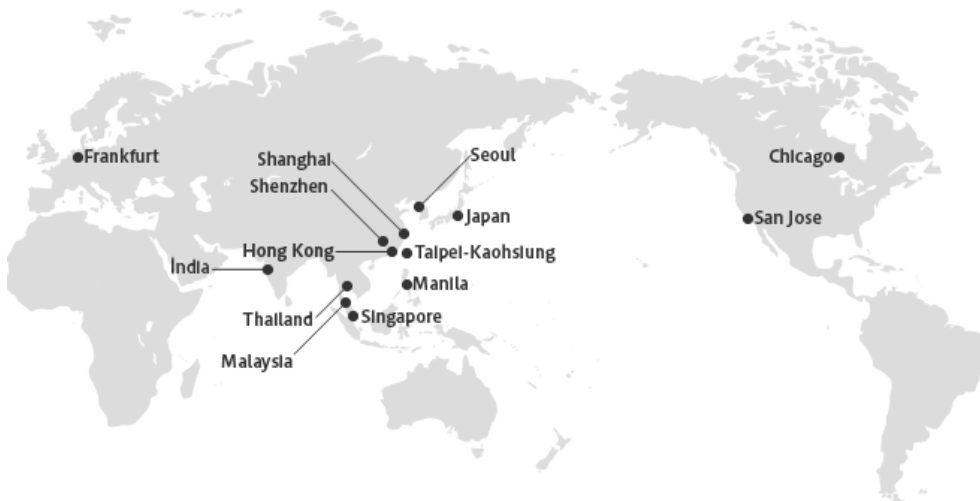 Frankfurt
Shanghai
Seoul
Chicago
Shenzhen
Japan
San Jose
Hong Kong
Taipei-Kaohsiung
India
Manila
Thailand
Singapore
Malaysia